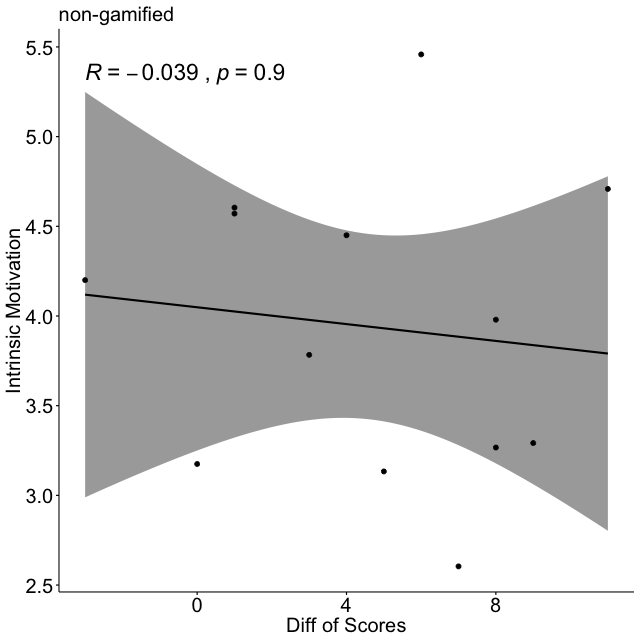 non-gamified
R = −0.039 , p = 0.9
5.5
5.0
4.5
4.0
3.5
3.0
2.5
Intrinsic Motivation
0 4 8
Diff of Scores